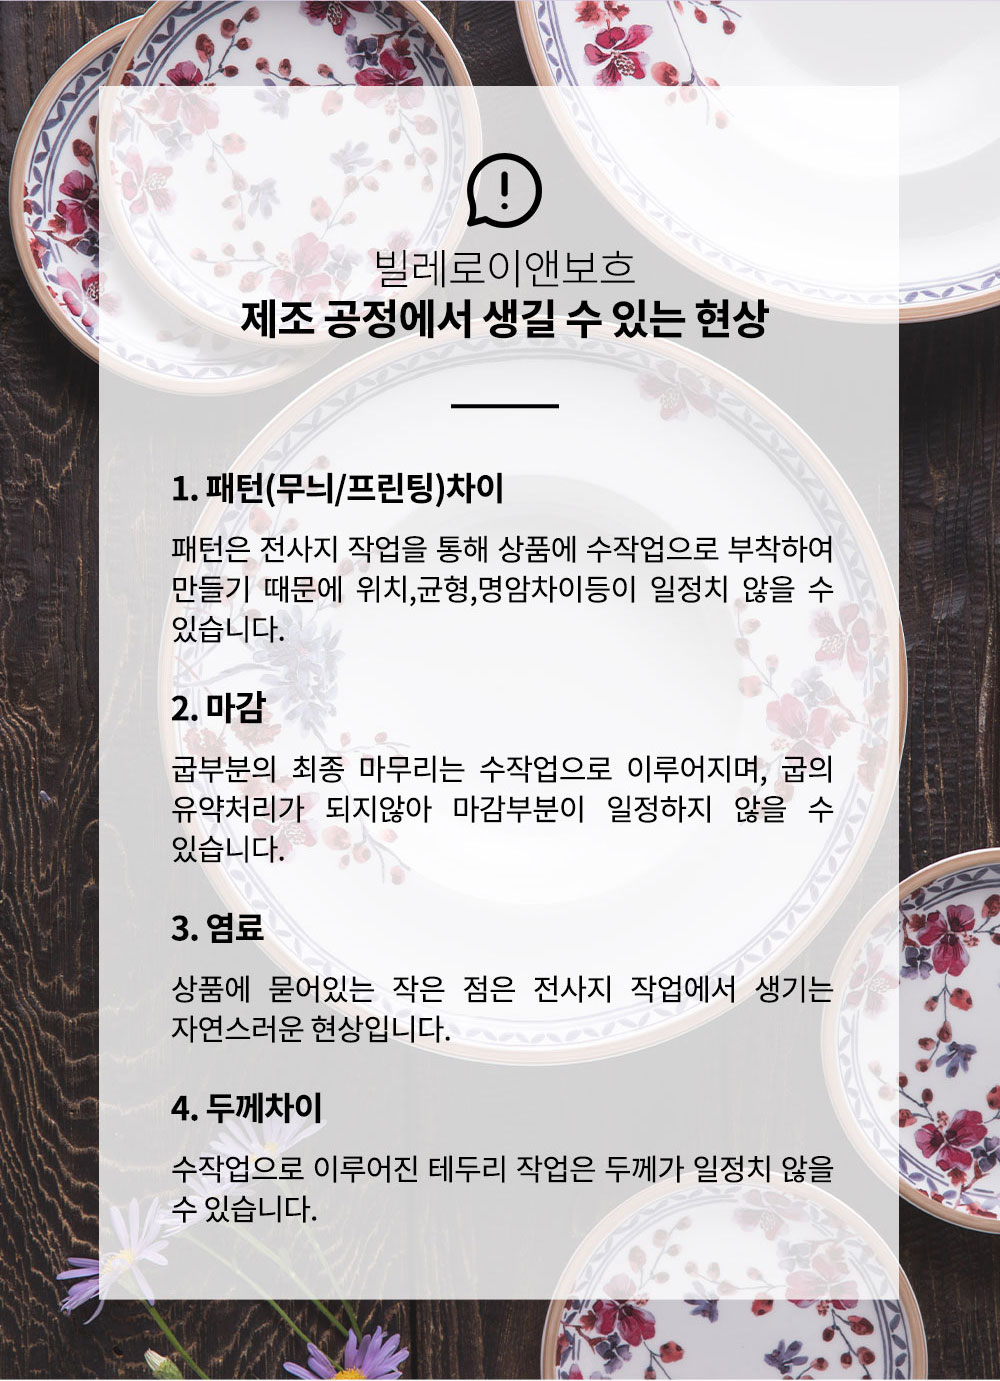 빌레로이앤보흐
제조 공정에서 생길 수 있는 현상
1. 패턴(무늬/프린팅)차이
패턴은 전사지 작업을 통해 상품에 수작업으로 부착하여
만들기 때문에 위치,균형,명암차이등이 일정치 않을 수
있습니다.
2. 마감
굽부분의 최종 마무리는 수작업으로 이루어지며, 굽의
유약처리가 되지않아 마감부분이 일정하지 않을 수
있습니다.
3. 염료
상품에 묻어있는 작은 점은 전사지 작업에서 생기는
자연스러운 현상입니다.
4. 두께차이
수작업으로 이루어진 테두리 작업은 두께가 일정치 않을
수 있습니다.